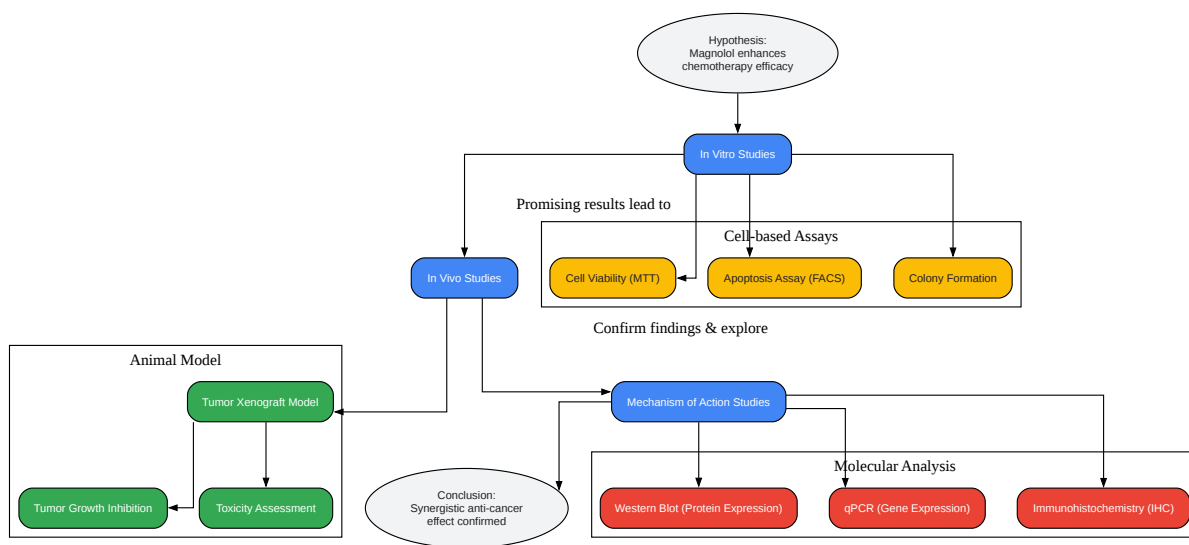 Hypothesis:
Magnolol enhances
chemotherapy efficacy
In Vitro Studies
Promising results lead to
Cell-based Assays
In Vivo Studies
Cell Viability (MTT)
Apoptosis Assay (FACS)
Colony Formation
Confirm findings & explore
Animal Model
Tumor Xenograft Model
Mechanism of Action Studies
Molecular Analysis
Tumor Growth Inhibition
Toxicity Assessment
Conclusion:
Synergistic anti-cancer
effect confirmed
Western Blot (Protein Expression)
qPCR (Gene Expression)
Immunohistochemistry (IHC)